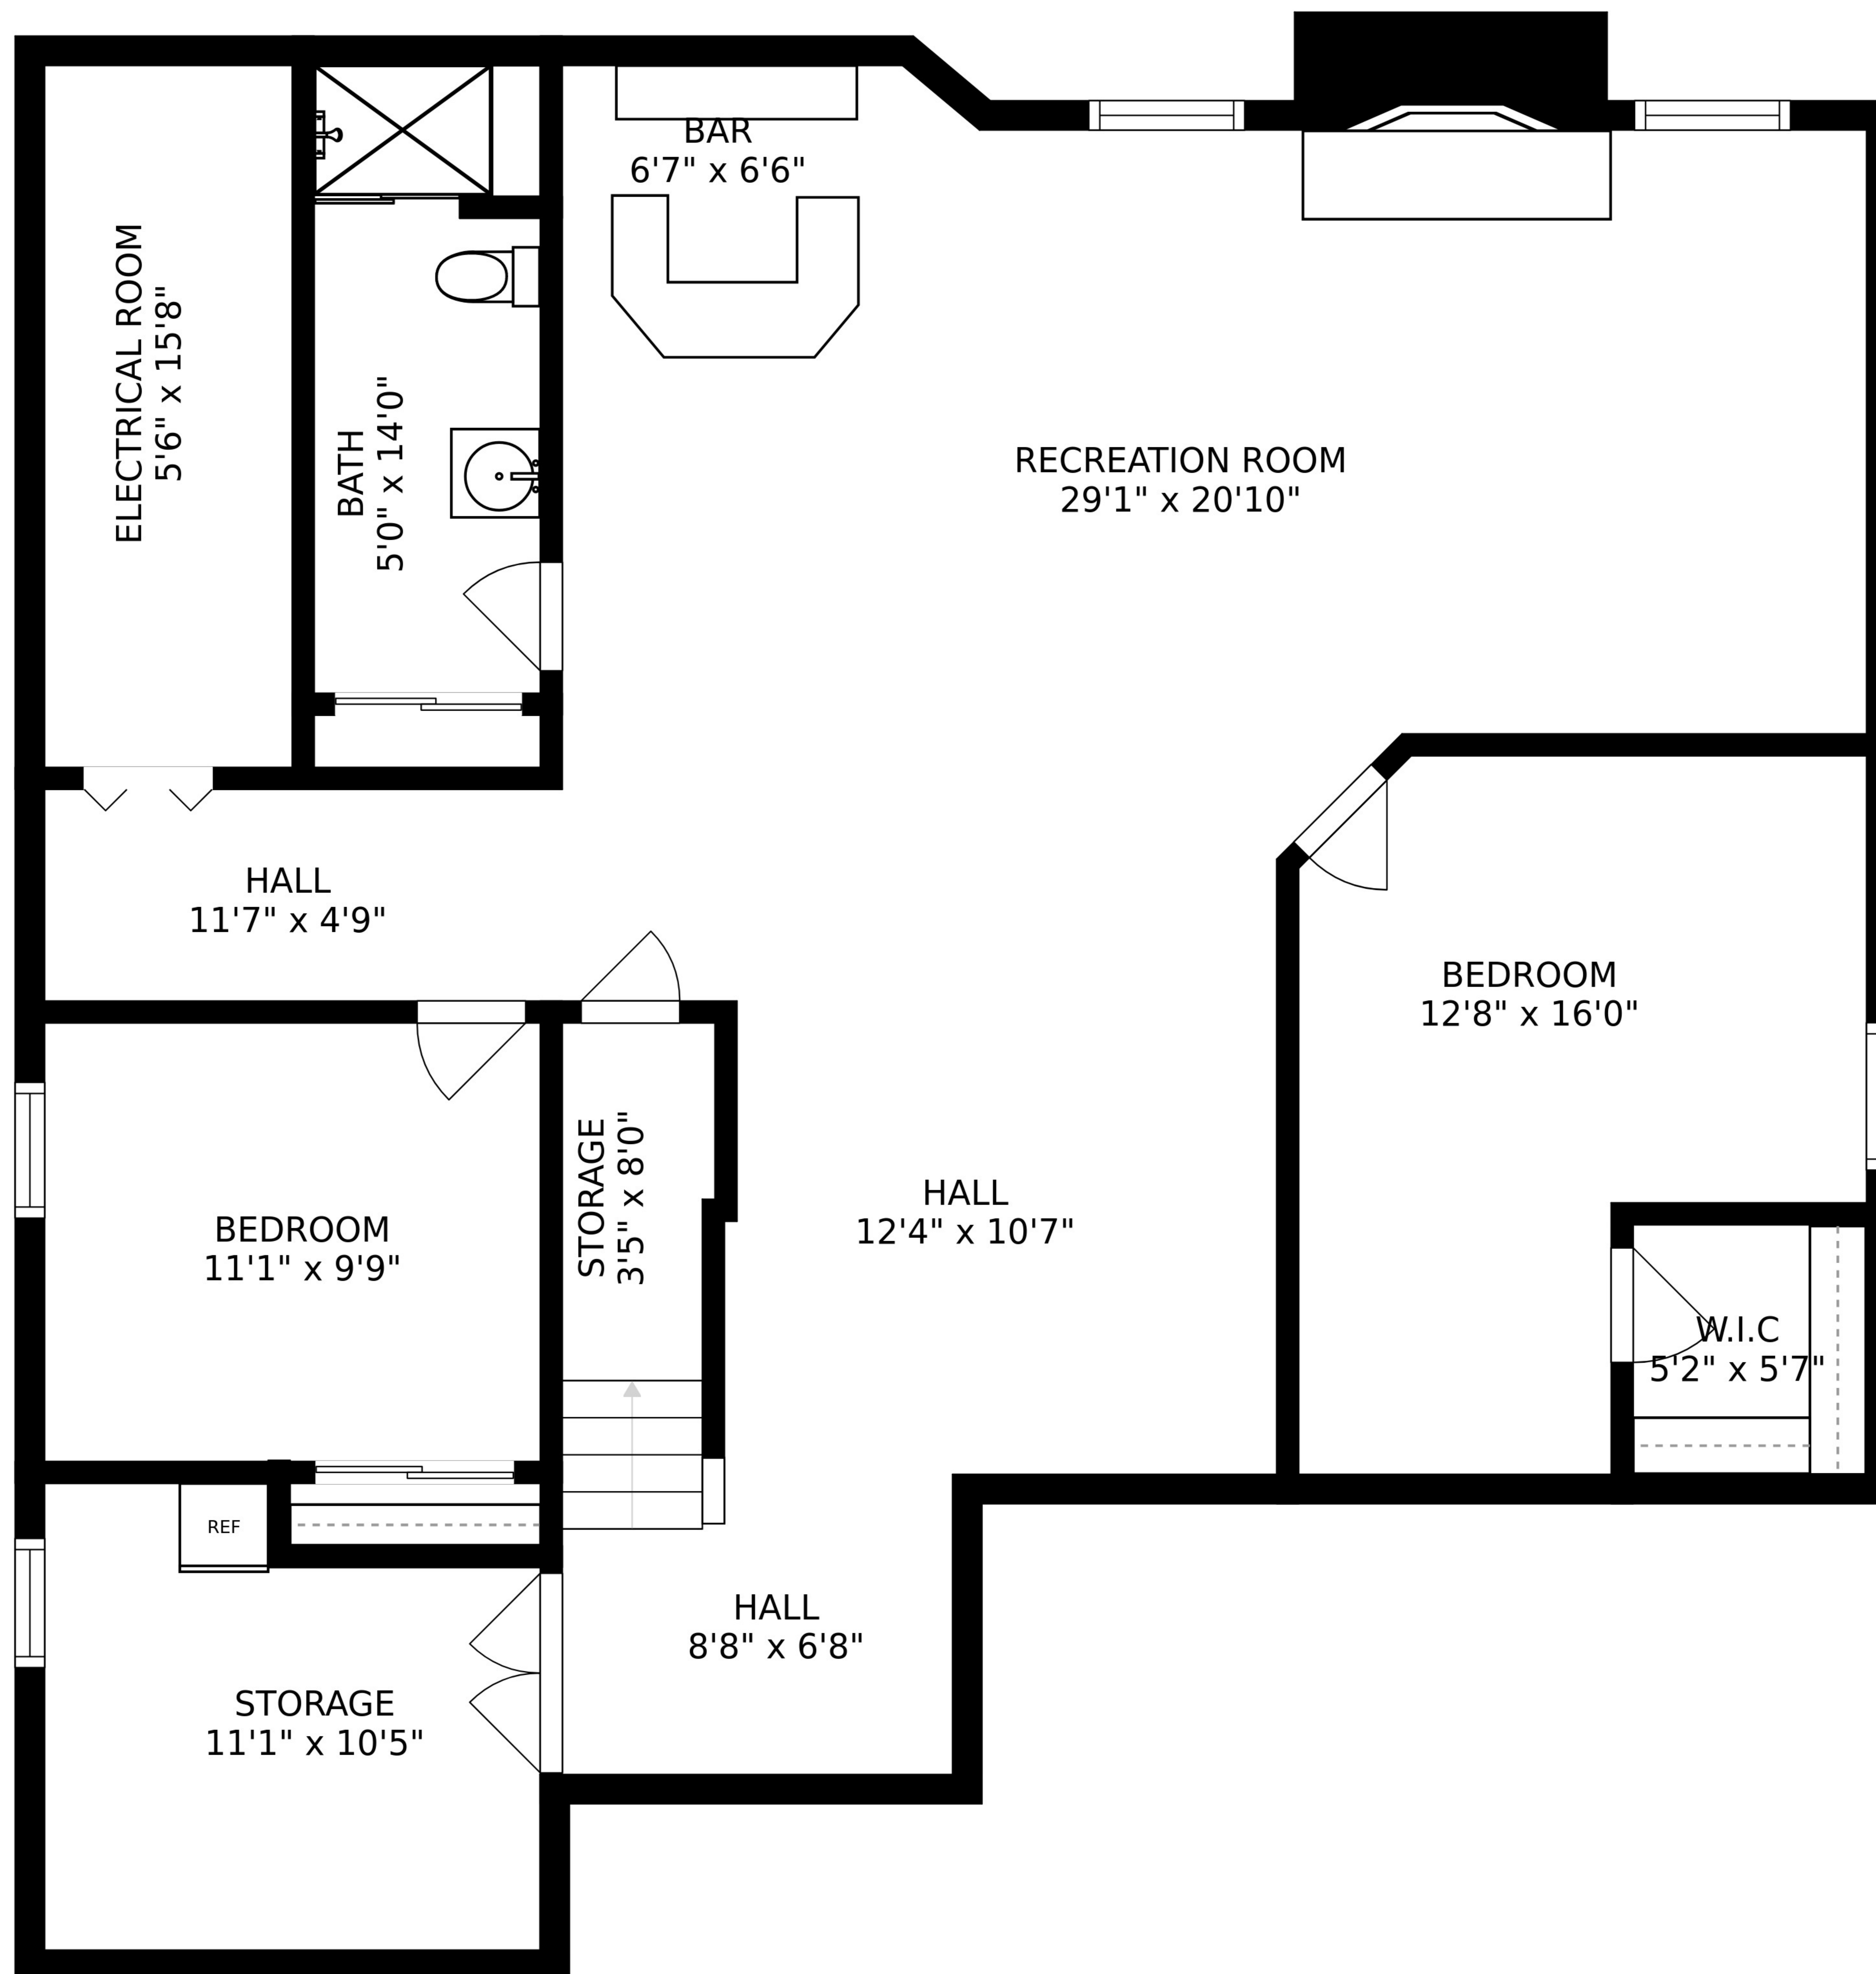 BAR
6'7" x 6'6"
ELECTRICAL ROOM
5'6" x 15'8"
BATH
5'0" x 14'0"
RECREATION ROOM
29'1" x 20'10"
HALL
11'7" x 4'9"
BEDROOM
12'8" x 16'0"
STORAGE
3'5" x 8'0"
HALL
12'4" x 10'7"
BEDROOM
11'1" x 9'9"
W.I.C
5'2" x 5'7"
REF
HALL
8'8" x 6'8"
STORAGE
11'1" x 10'5"